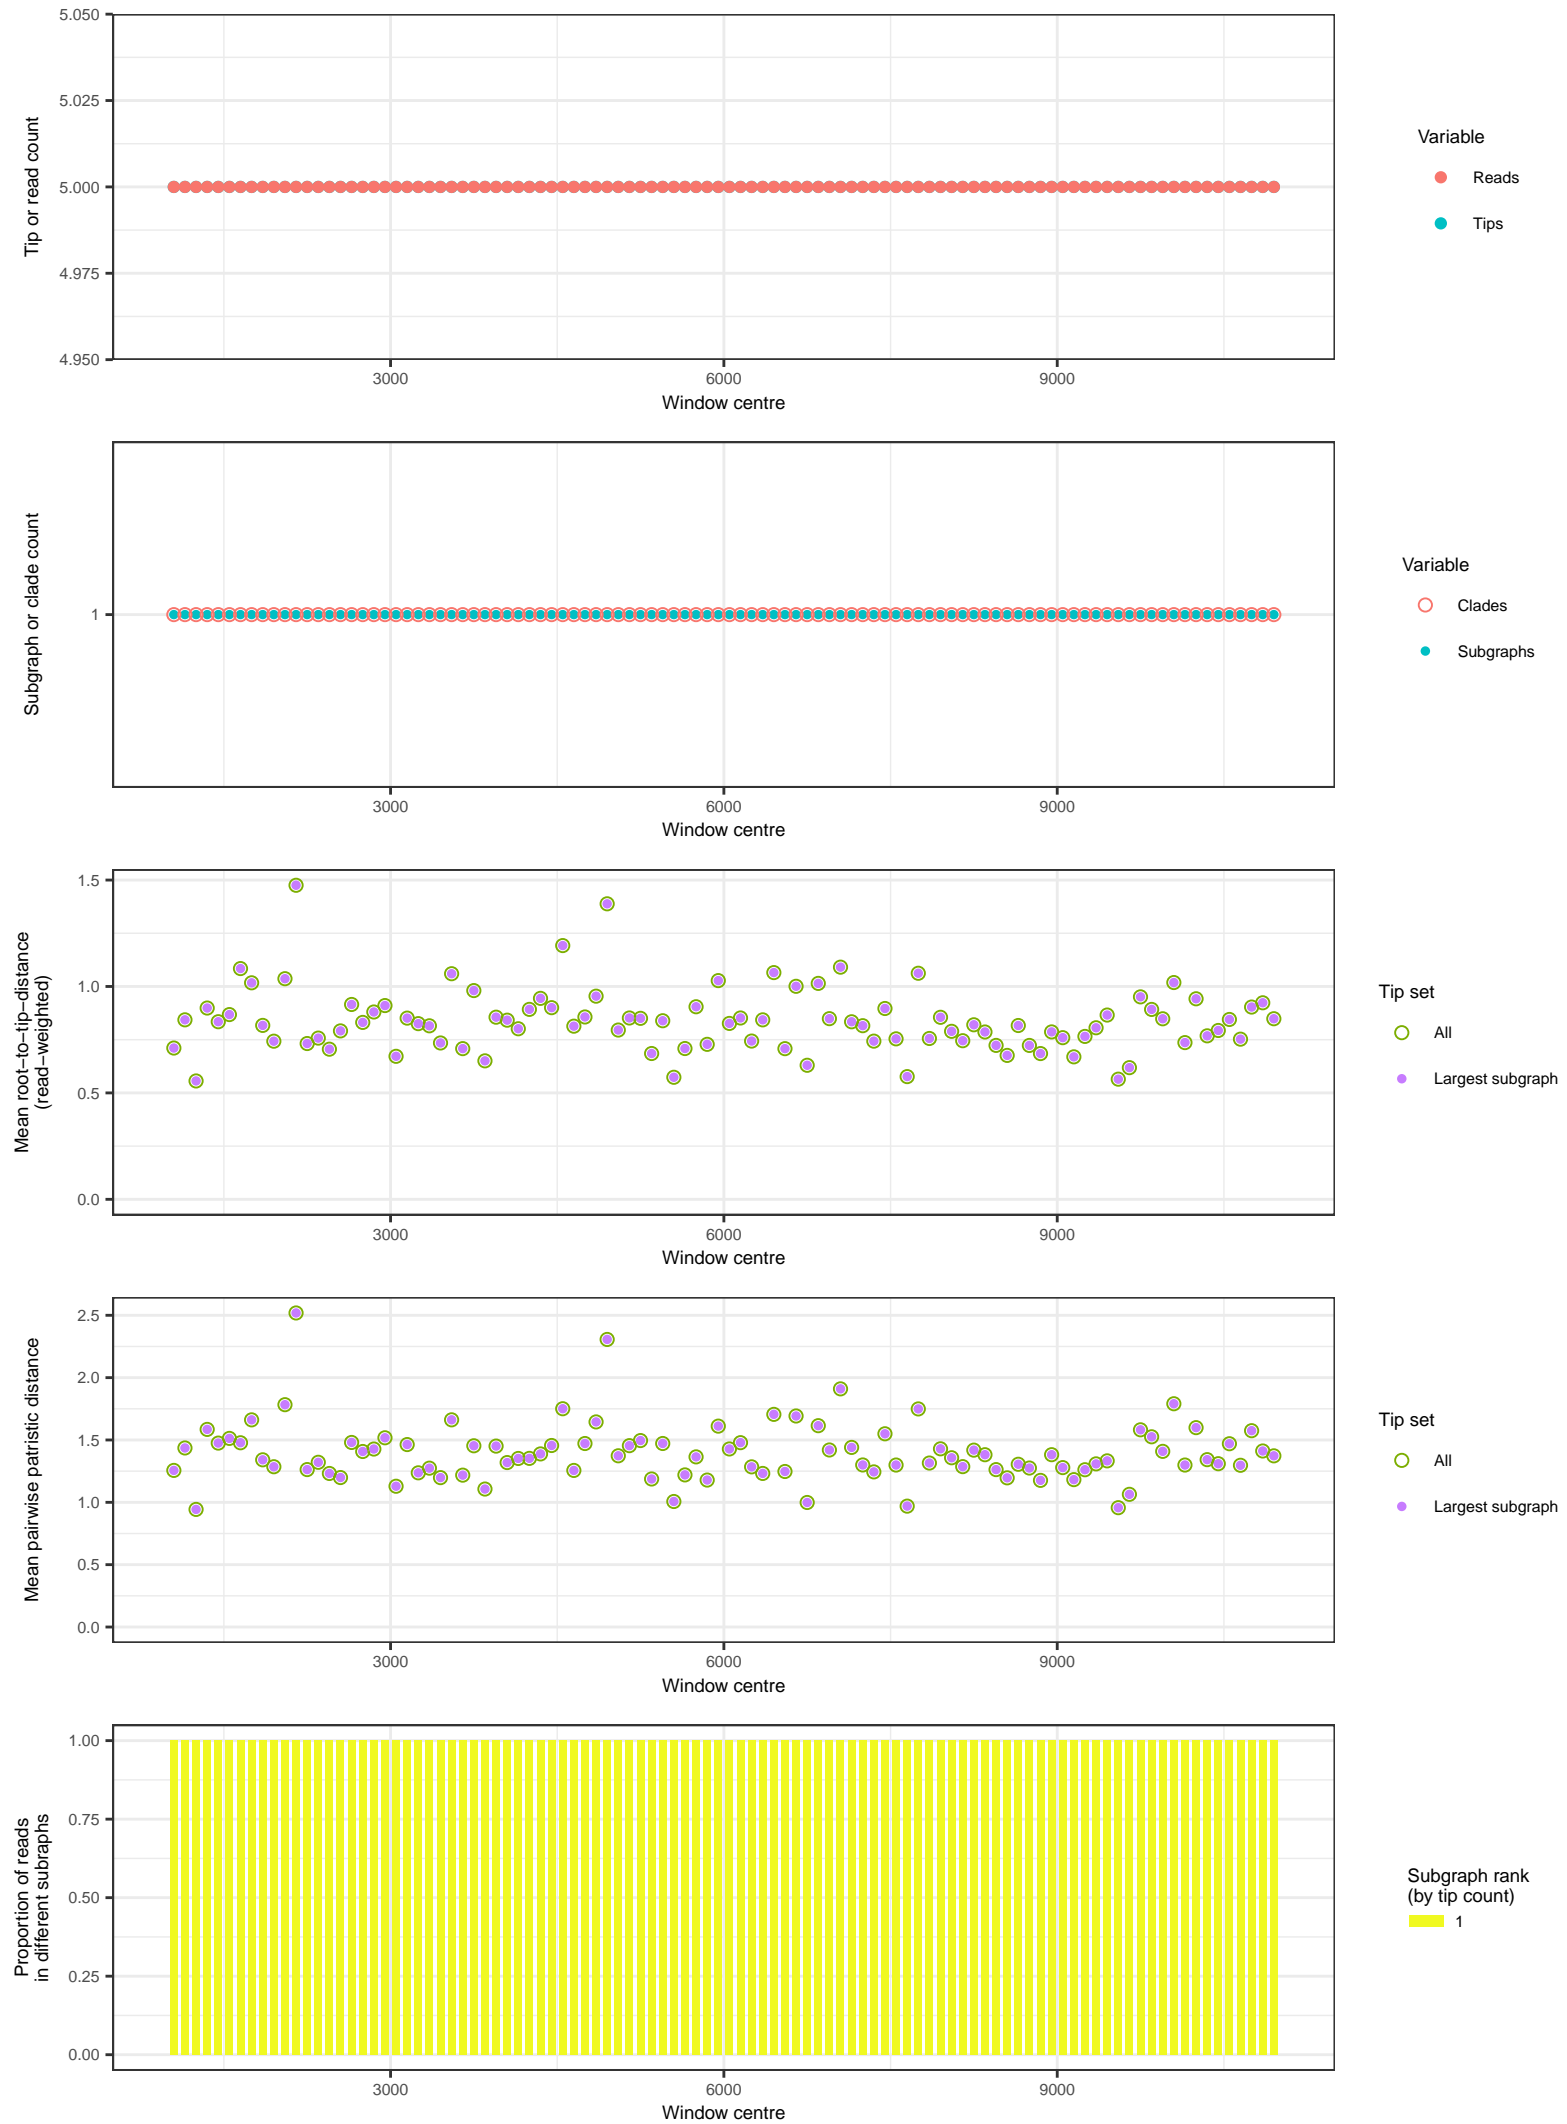 5.050
5.025
5.000
4.975
4.950
Tip or read count
3000 6000 9000
Window centre
Variable
Reads
Tips
1
Subgraph or clade count
3000 6000 9000
Window centre
Variable
Clades
Subgraphs
1.5
1.0
0.5
0.0
Mean root−to−tip−distance
(read−weighted)
3000 6000 9000
Window centre
Tip set
All
Largest subgraph
2.5
2.0
1.5
1.0
0.5
0.0
Mean pairwise patristic distance
3000 6000 9000
Window centre
Tip set
All
Largest subgraph
1.00
0.75
0.50
0.25
0.00
Proportion of reads
in different subraphs
3000 6000 9000
Window centre
Subgraph rank
(by tip count)
1